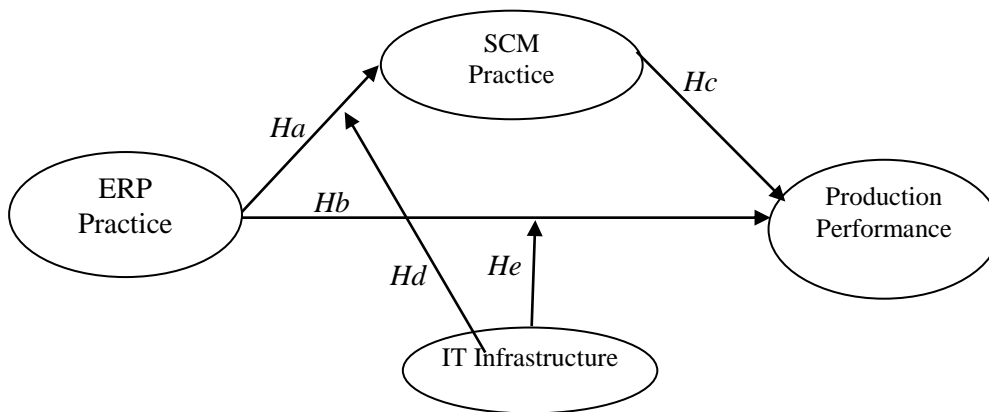 SCM
Practice
Hc
Ha
ERP
Practice
Hb
Production
Performance
Hd
He
IT Infrastructure